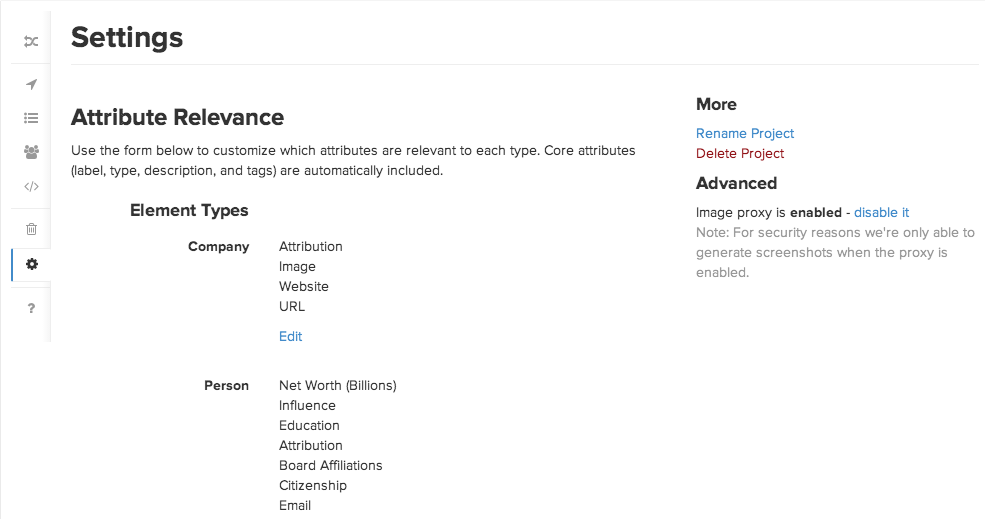 Settings
Attribute Relevance
Use the form below to customize which attributes are relevant to each type. Core attributes
(label, type, description, and tags) are automatically included.
Element Types
Company
Attribution
Image
Website
URL
Edit
Person
Net Worth (Billions)
Influence
Education
Attribution
Board Affiliations
Citizenship
Email
More
Rename Project
Delete Project
Advanced
Image proxy is enabled - disable it
Note: For security reasons we're only able to
generate screenshots when the proxy is
enabled.